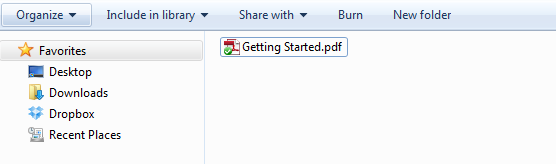 Organize Include in library Share with Burn New folder
Favorites
Desktop
Downloads
Dropbox
Recent Places
Getting Started.pdf